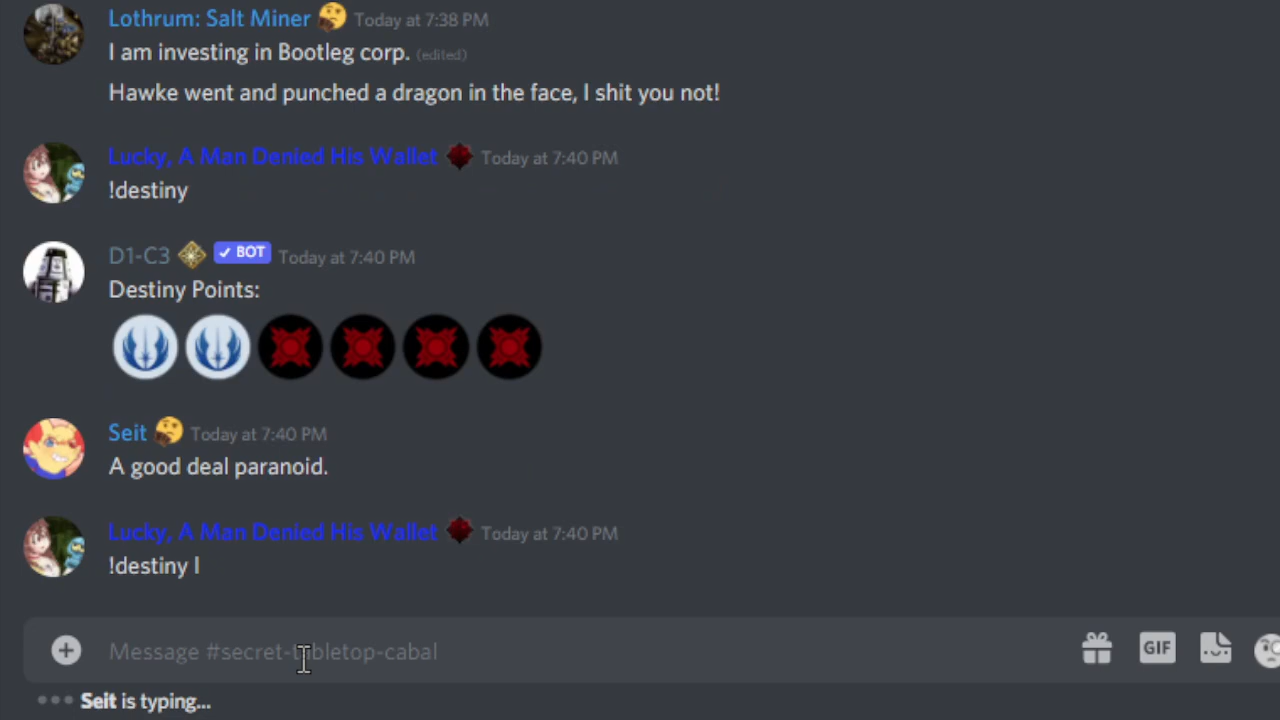 Lothrum: Salt Miner Today at 7:38 PM
I am investing in Bootleg corp. (edited)
Hawke went and punched a dragon in the face, I shit you not!
Lucky, A Man Denied His Wallet Today at 7:40 PM
!destiny
D1-C3 BOT Today at 7:40 PM
Destiny Points:
Seit Today at 7:40 PM
A good deal paranoid.
Lucky, A Man Denied His Wallet Today at 7:40 PM
!destiny l
Message #secret-tabletop-cabal
GIF
Seit is typing...